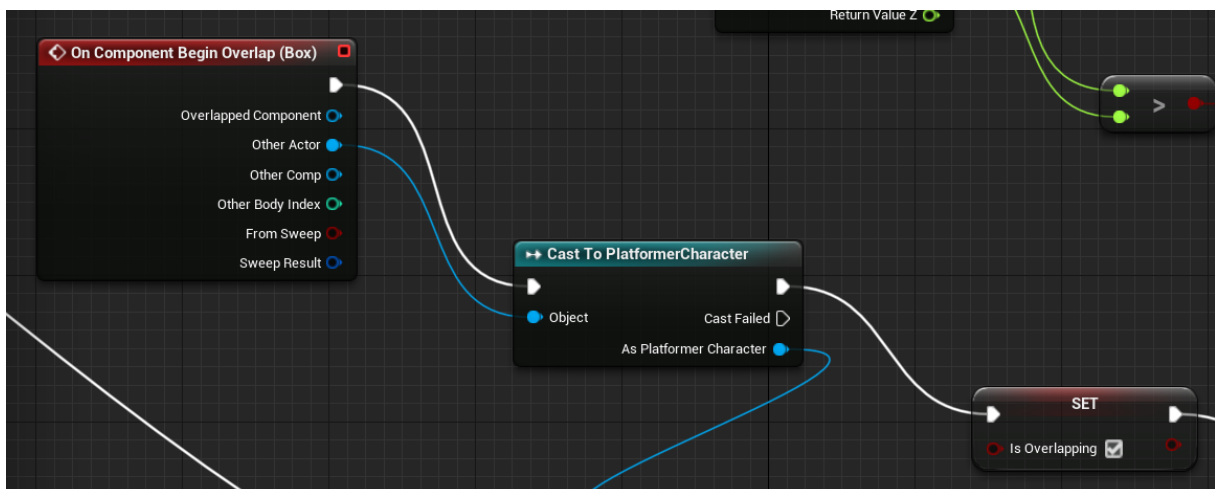 Return Value Z
On Component Begin Overlap (Box)
Overlapped Component
Other Actor
Other Comp
Other Body Index
From Sweep
Sweep Result
>
Cast To PlatformerCharacter
Object
Cast Failed
As Platformer Character
SET
Is Overlapping